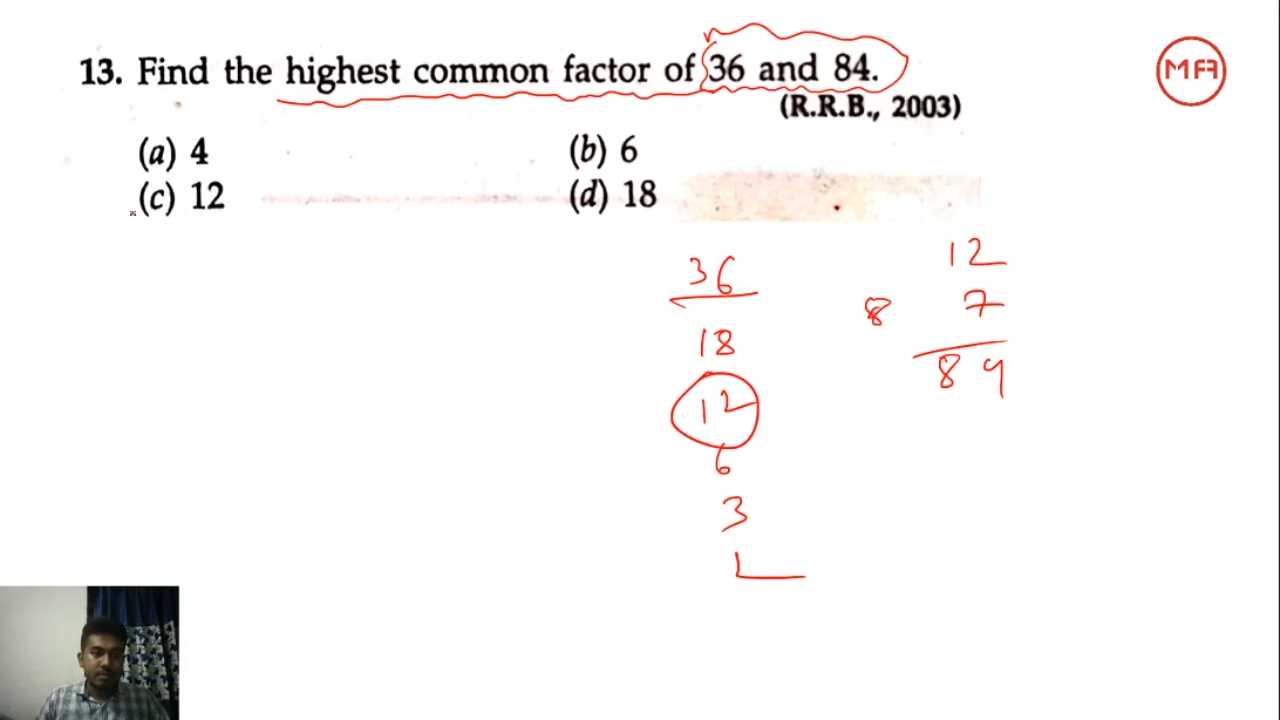 13. Find the highest common factor of 36 and 84.
(R.R.B., 2003)
(a) 4 (b) 6
(c) 12 (d) 18
MFA
36
18
12
6
3
12
8 7
84